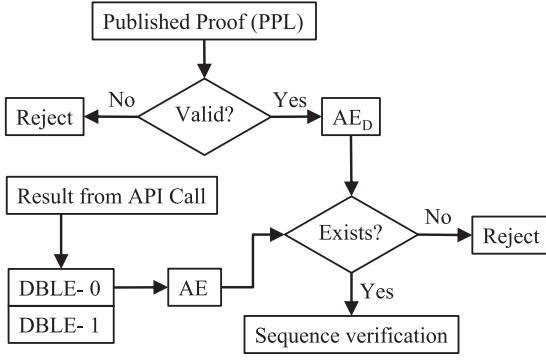 Published Proof (PPL)
No
Yes
Reject
Valid?
AE_D
Result from API Call
Exists?
No
Reject
DBLE- 0
AE
Yes
DBLE- 1
Sequence verification